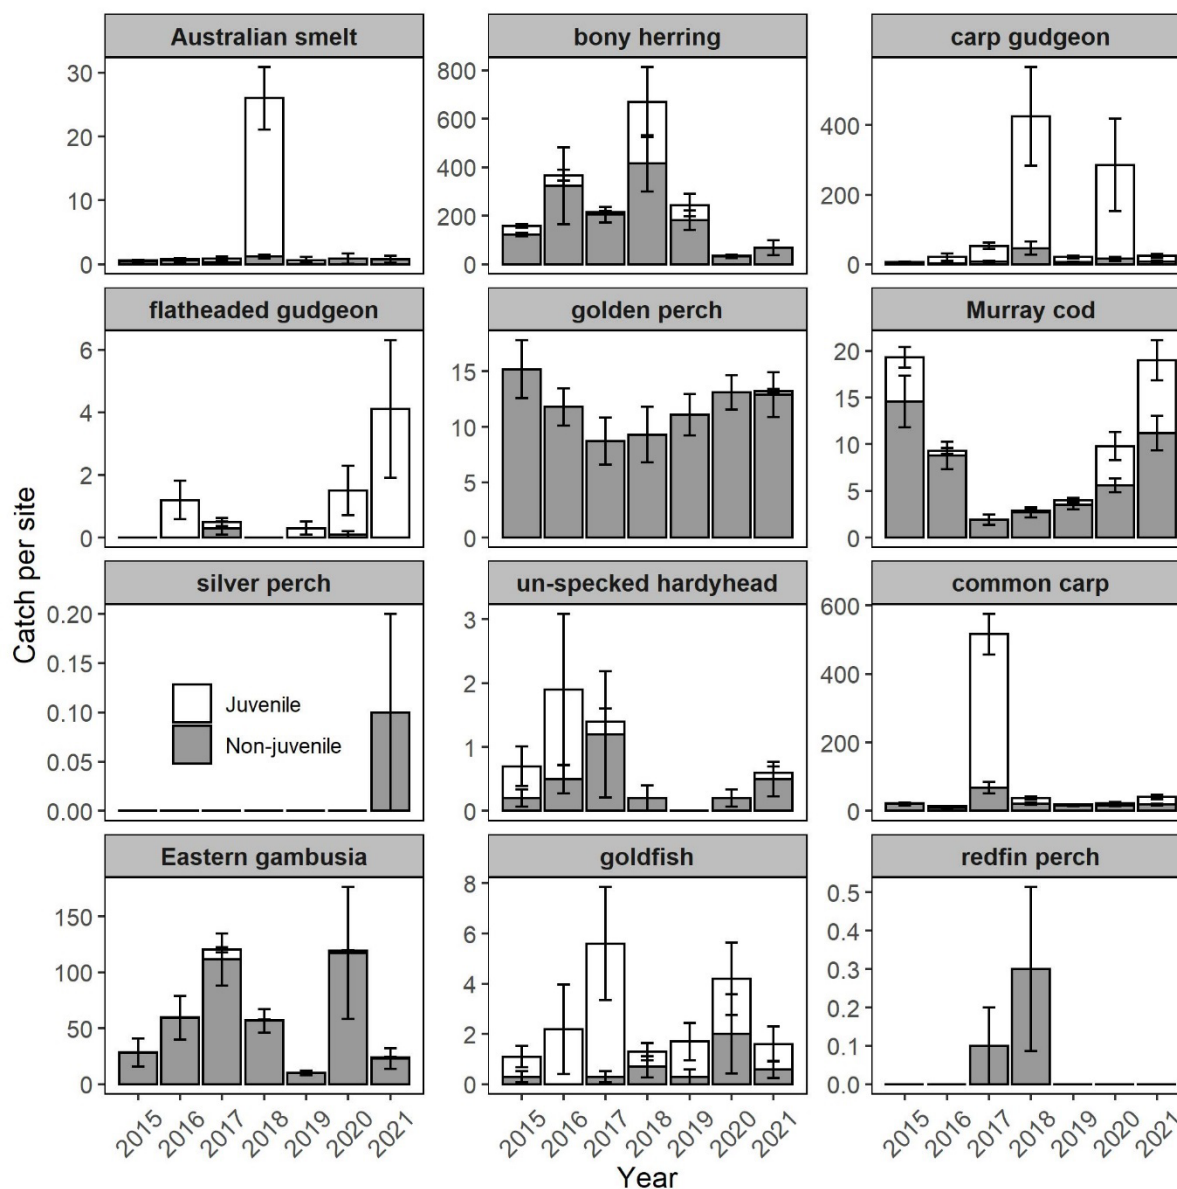 Catch per site
Australian smelt
30
20
10
0
bony herring
800
600
400
200
0
carp gudgeon
400
200
0
flatheaded gudgeon
6
4
2
0
golden perch
15
10
5
0
Murray cod
20
15
10
5
0
silver perch
0.20
0.15
0.10
0.05
0.00
Juvenile
Non-juvenile
un-specked hardyhead
3
2
1
0
common carp
600
400
200
0
Eastern gambusia
150
100
50
0
2015 2016 2017 2018 2019 2020 2021
goldfish
8
6
4
2
0
2015 2016 2017 2018 2019 2020 2021
redfin perch
0.5
0.4
0.3
0.2
0.1
0.0
2015 2016 2017 2018 2019 2020 2021
Year